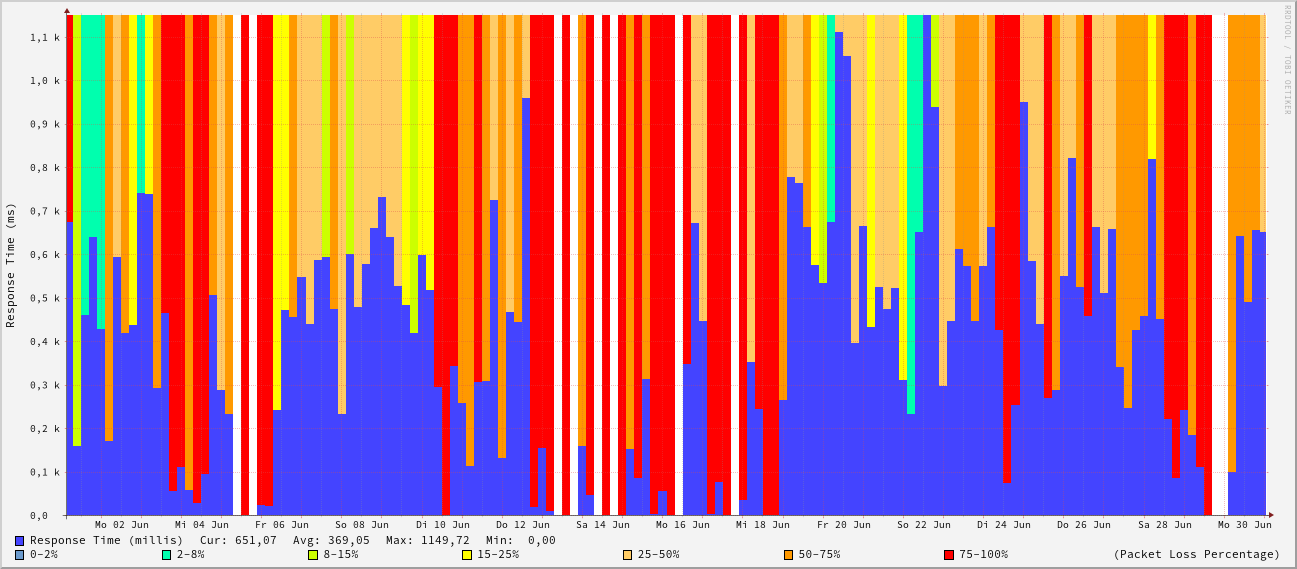 RRDTOOL / TOBI OETIKER
Response Time (ms)
1,1 k
1,0 k
0,9 k
0,8 k
0,7 k
0,6 k
0,5 k
0,4 k
0,3 k
0,2 k
0,1 k
0,0
Mo 02 Jun Mi 04 Jun Fr 06 Jun So 08 Jun Di 10 Jun Do 12 Jun Sa 14 Jun Mo 16 Jun Mi 18 Jun Fr 20 Jun So 22 Jun Di 24 Jun Do 26 Jun Sa 28 Jun Mo 30 Jun
Response Time (millis) Cur: 651,07 Avg: 369,05 Max: 1149,72 Min: 0,00
0-2% 2-8% 8-15% 15-25% 25-50% 50-75% 75-100% (Packet Loss Percentage)